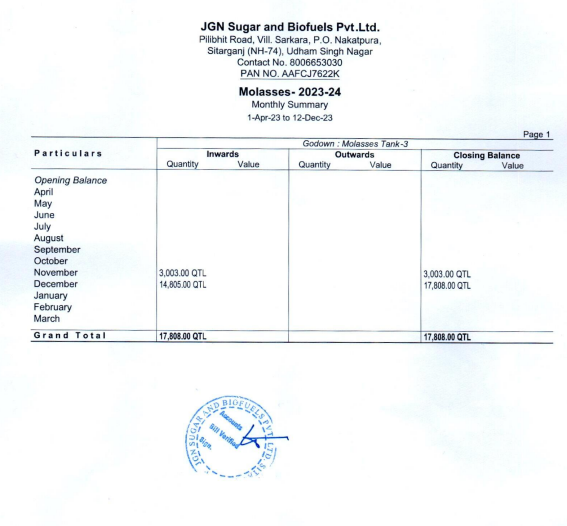 JGN Sugar and Biofuels Pvt.Ltd.
Pilibhit Road, Vill. Sarkara, P.O. Nakatpura,
Sitarganj (NH-74), Udham Singh Nagar
Contact No. 8006653030
PAN NO. AAFCJ7622K
Molasses- 2023-24
Monthly Summary
1-Apr-23 to 12-Dec-23
Page 1
Particulars Godown : Molasses Tank-3
Inwards Outwards Closing Balance
Quantity Value Quantity Value Quantity Value
Opening Balance
April
May
June
July
August
September
October
November 3,003.00 QTL 3,003.00 QTL
December 14,805.00 QTL 17,808.00 QTL
January
February
March
Grand Total 17,808.00 QTL 17,808.00 QTL
JGN SUGAR AND BIOFUELS PVT. LTD.
Accounts
Bill Verified
Sign.